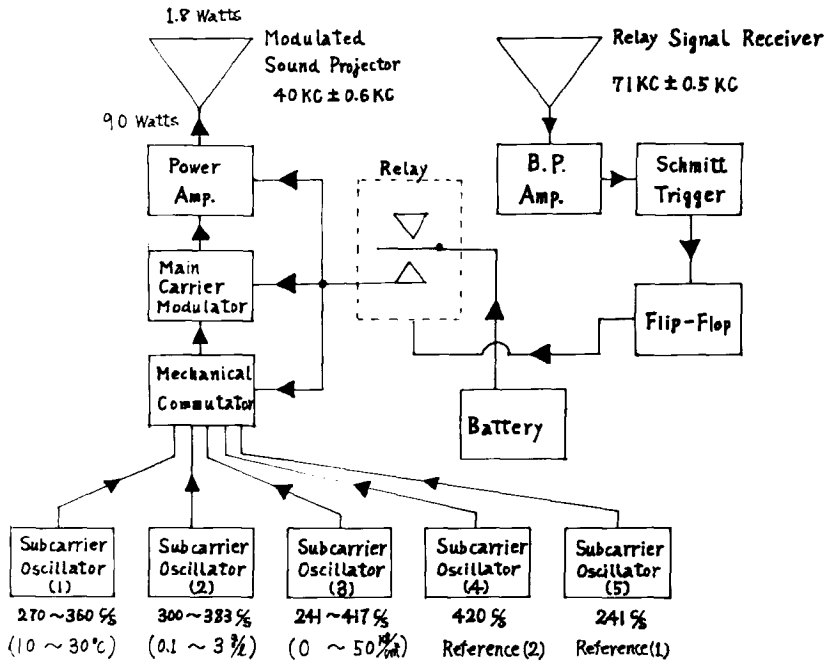 1.8 Watts
Modulated
Sound Projector
40 KC ± 0.6 KC
Relay Signal Receiver
71 KC ± 0.5 KC
90 Watts
Power
Amp.
Relay
B.P.
Amp.
Schmitt
Trigger
Main
Carrier
Modulator
Flip-Flop
Mechanical
Commutator
Battery
Subcarrier
Oscillator
(1)
Subcarrier
Oscillator
(2)
Subcarrier
Oscillator
(3)
Subcarrier
Oscillator
(4)
Subcarrier
Oscillator
(5)
270 ~ 360 c/s
300 ~ 383 c/s
241 ~ 417 c/s
420 c/s
241 c/s
(10 ~ 30°C)
(0.1 ~ 3 g/l)
(0 ~ 50 kg/cm²)
Reference (2)
Reference (1)